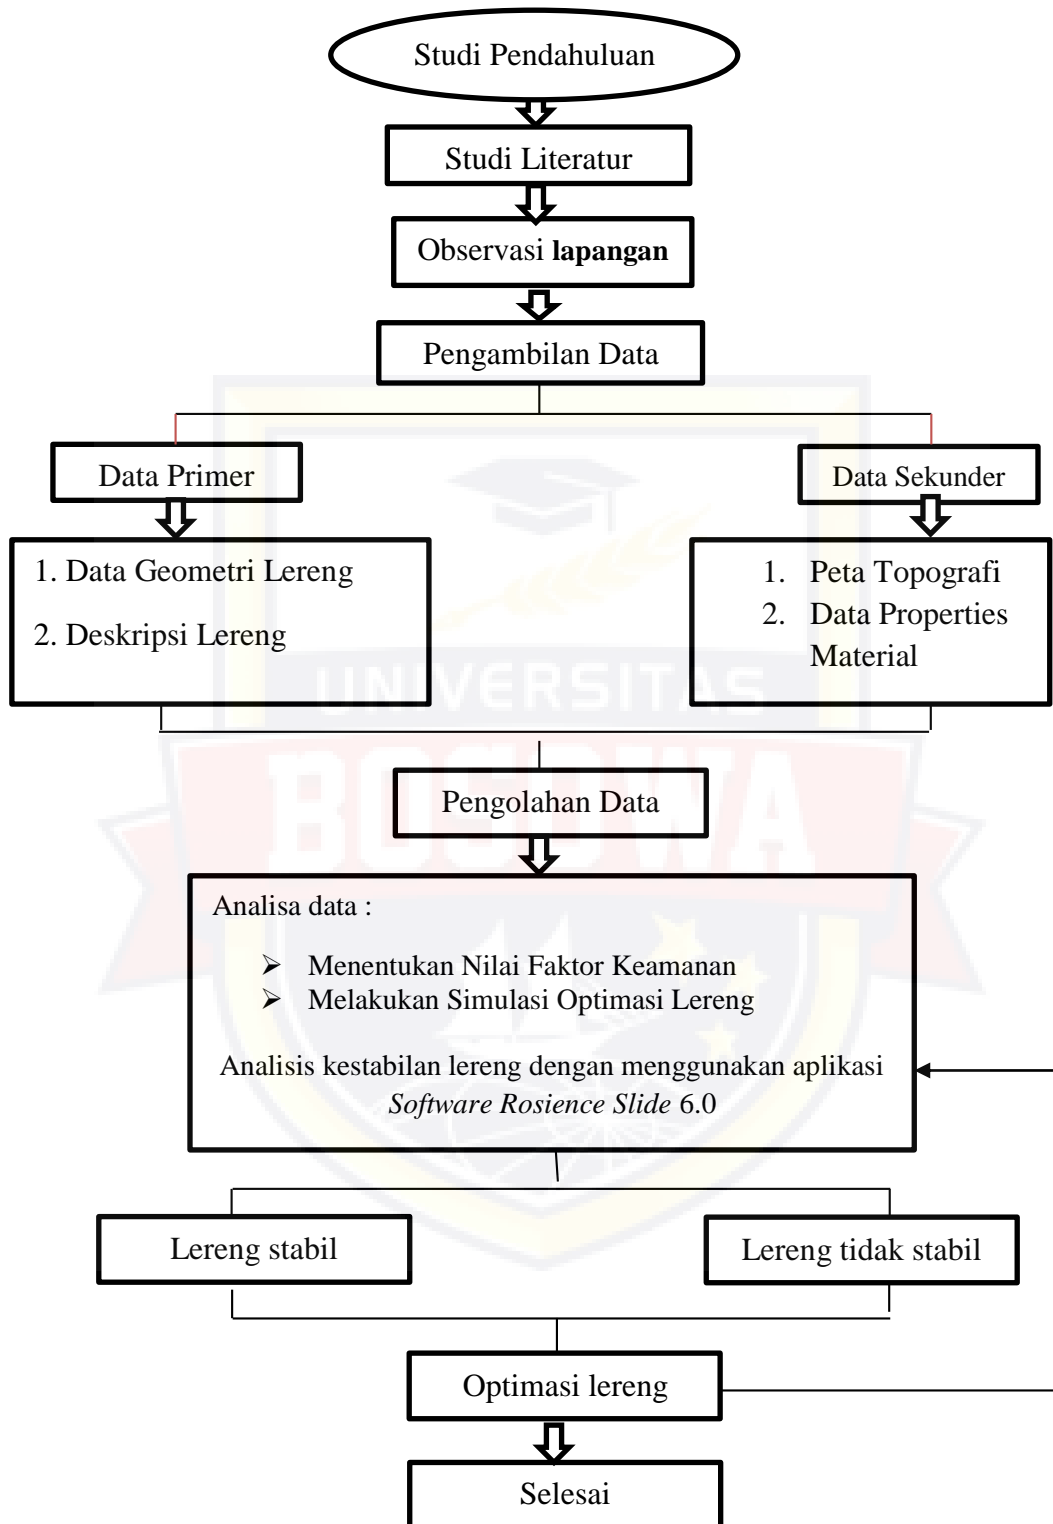 Studi Pendahuluan
Studi Literatur
Observasi lapangan
Pengambilan Data
Data Primer
Data Sekunder
1. Data Geometri Lereng
2. Deskripsi Lereng
1. Peta Topografi
2. Data Properties
Material
UNIVERSITAS
BOSOWA
Pengolahan Data
Analisa data :
➢ Menentukan Nilai Faktor Keamanan
➢ Melakukan Simulasi Optimasi Lereng
Analisis kestabilan lereng dengan menggunakan aplikasi
Software Rosience Slide 6.0
Lereng stabil
Lereng tidak stabil
Optimasi lereng
Selesai